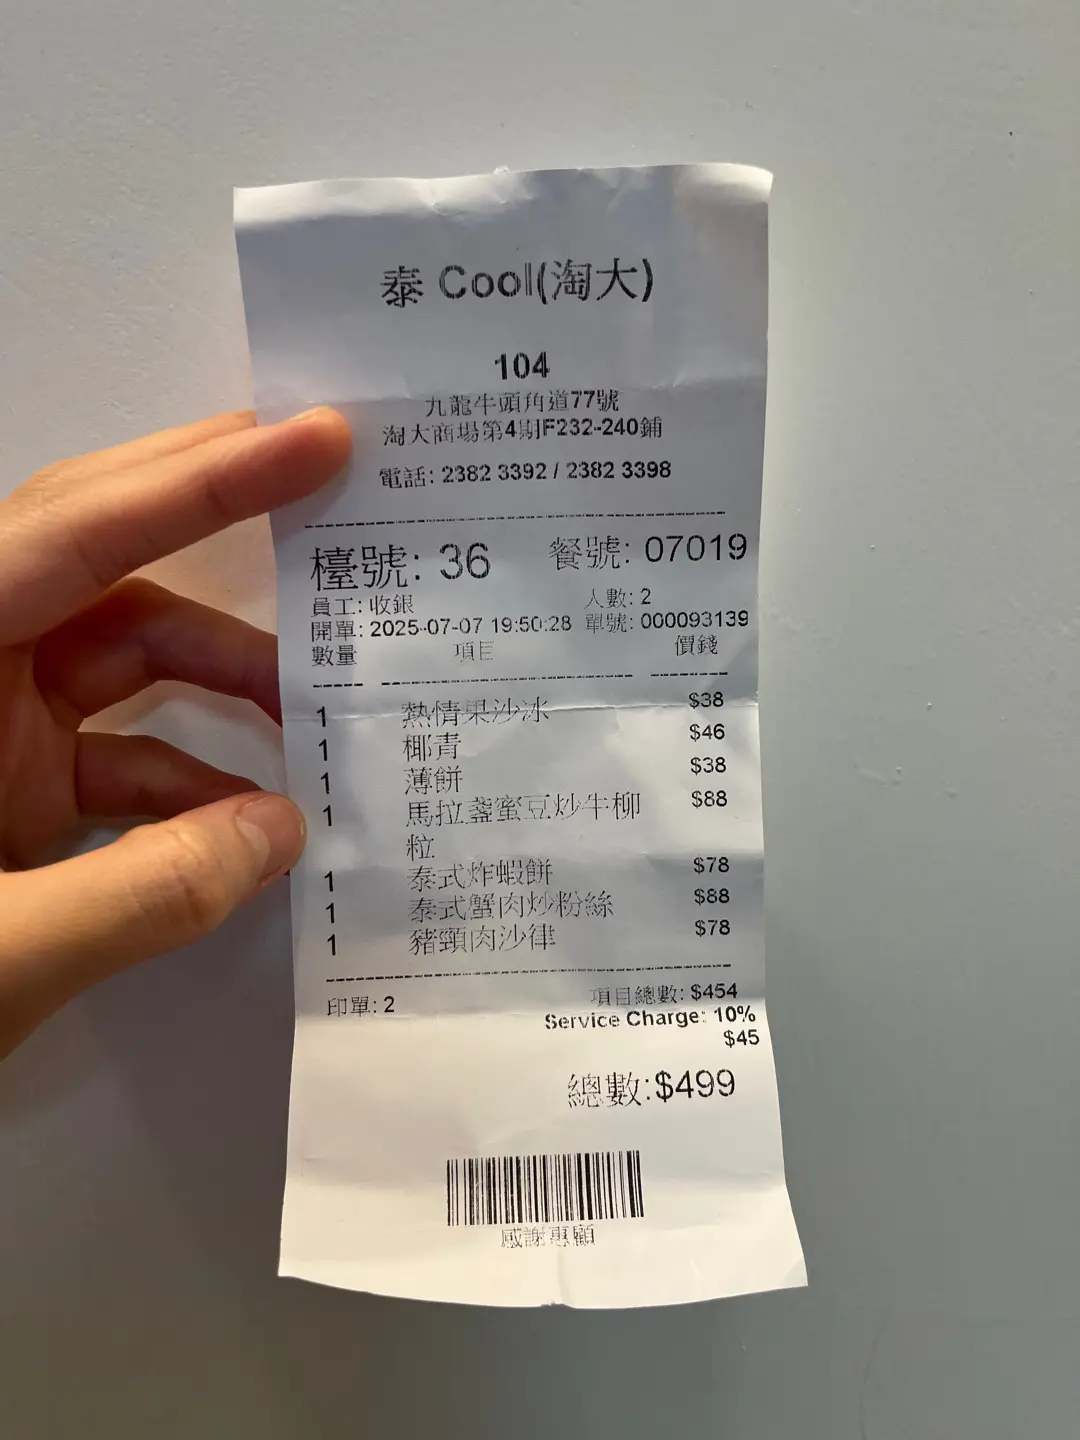 泰 Cool(淘大)
104
九龍牛頭角道77號
淘大商場第4期F232-240鋪
電話: 2382 3392 / 2382 3398
檯號: 36 餐號: 07019
員工: 收銀 人數: 2
開單: 2025-07-07 19:50:28 單號: 000093139
數量 項目 價錢
1 熱情果沙冰 $38
1 椰青 $46
1 薄餅 $38
1 馬拉盞蜜豆炒牛柳 $88
粒
1 泰式炸蝦餅 $78
1 泰式蟹肉炒粉絲 $88
1 豬頸肉沙律 $78
印單: 2 項目總數: $454
Service Charge: 10%
$45
總數:$499
感謝惠顧